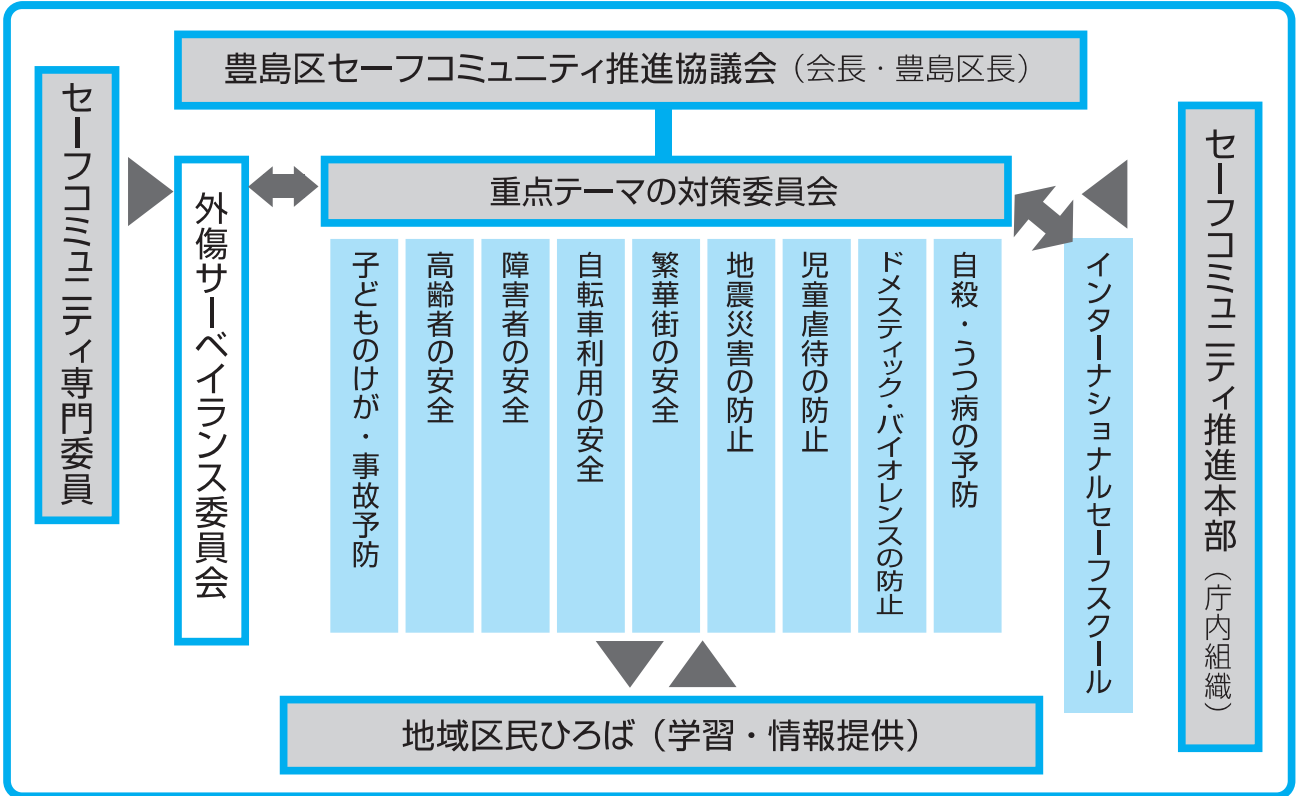 豊島区セーフコミュニティ推進協議会（会長・豊島区長）
セーフコミュニティ専門委員
外傷サーベイランス委員会
重点テーマの対策委員会
子どものけが・事故予防
高齢者の安全
障害者の安全
自転車利用の安全
繁華街の安全
地震災害の防止
児童虐待の防止
ドメスティック・バイオレンスの防止
自殺・うつ病の予防
インターナショナルセーフスクール
セーフコミュニティ推進本部（庁内組織）
地域区民ひろば（学習・情報提供）